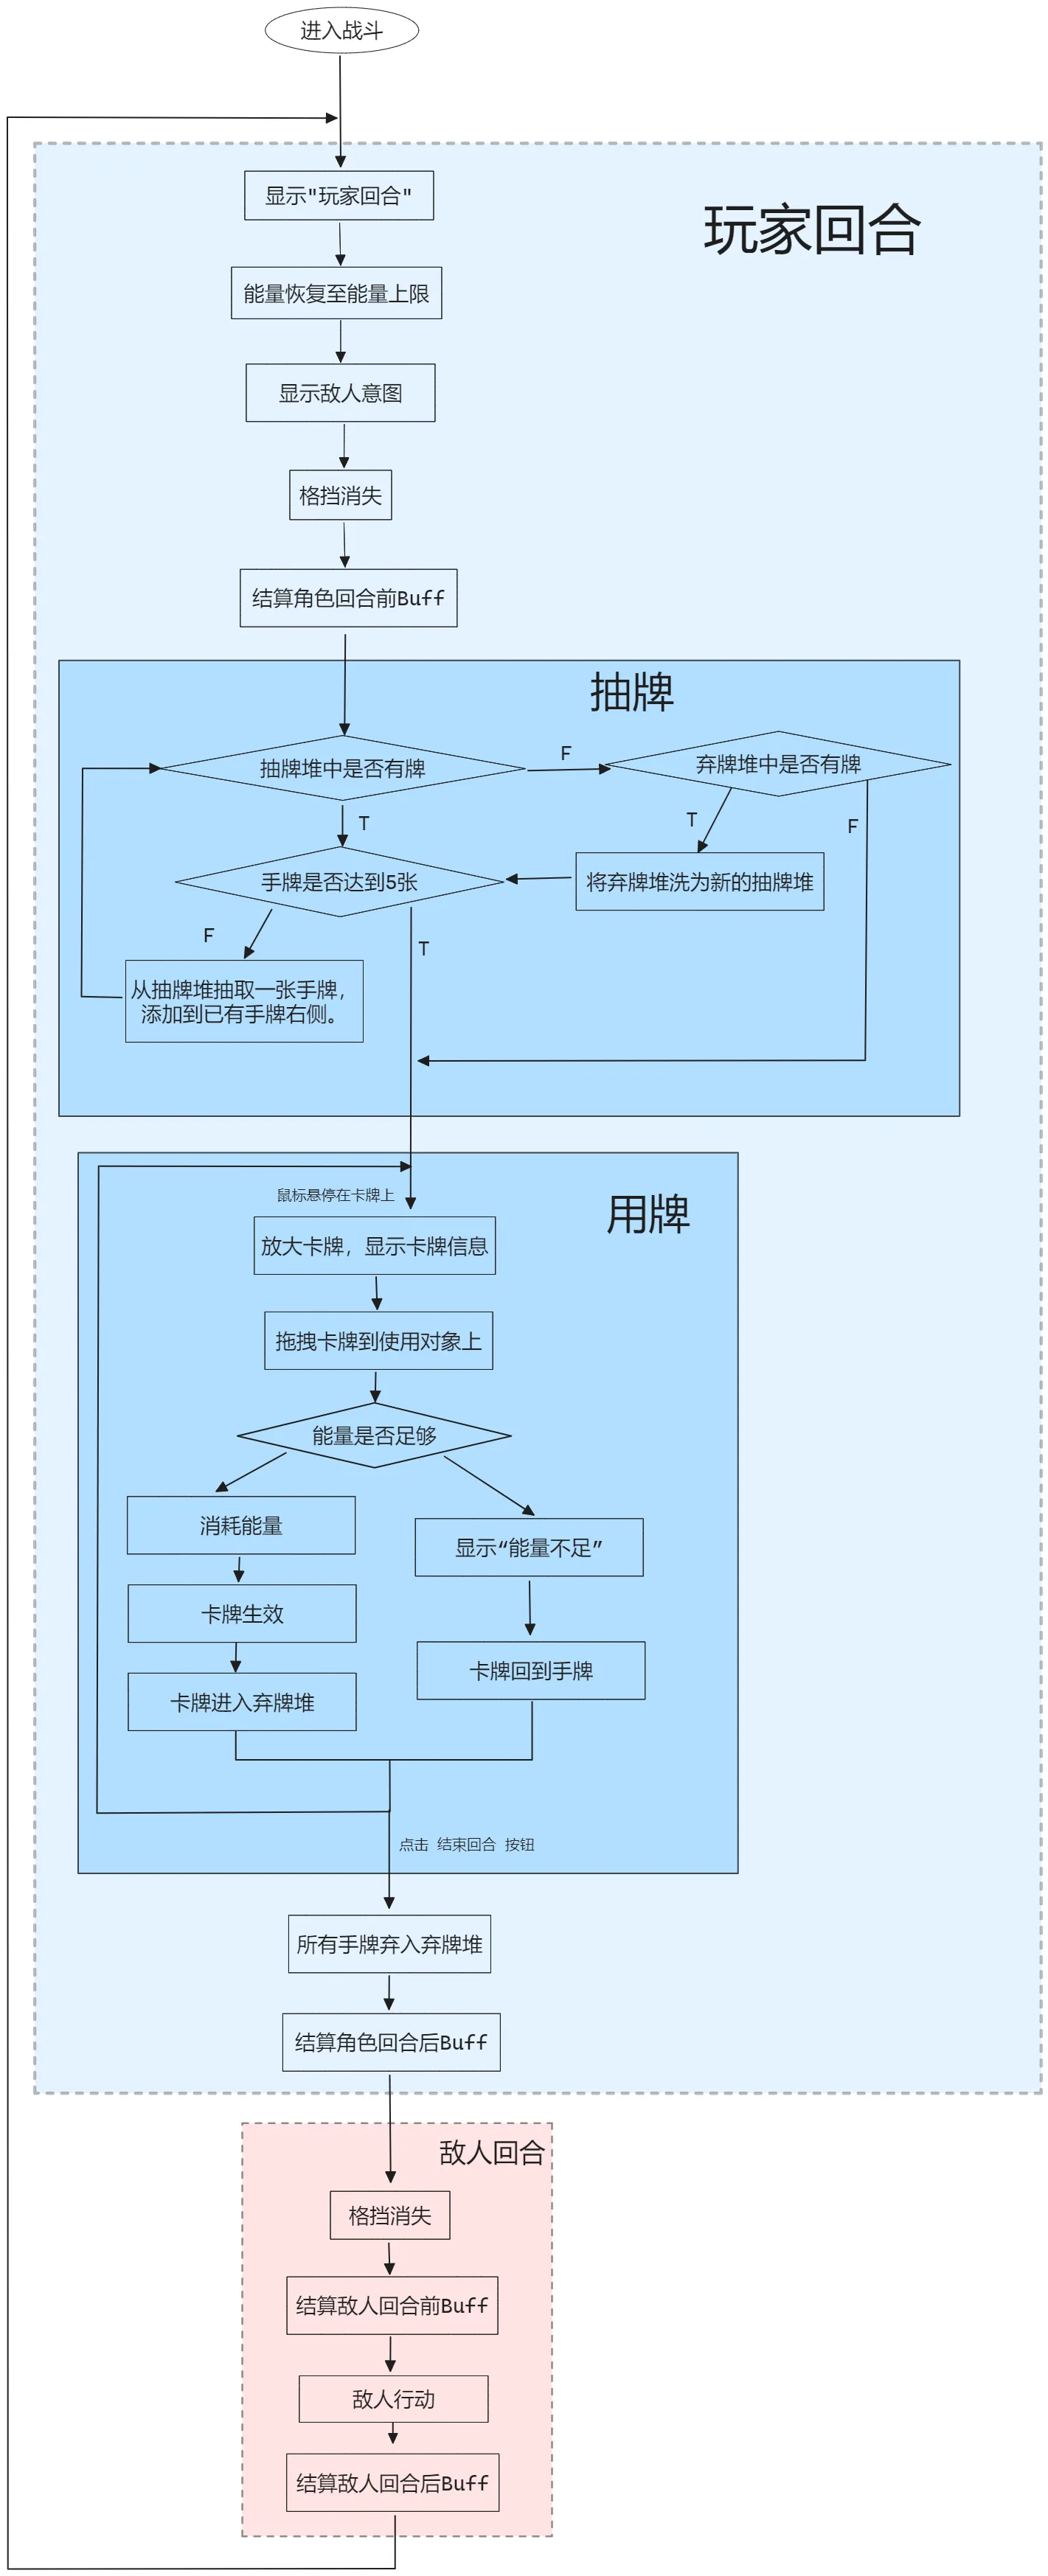 进入战斗
玩家回合
显示"玩家回合"
能量恢复至能量上限
显示敌人意图
格挡消失
结算角色回合前Buff
抽牌
抽牌堆中是否有牌
F
弃牌堆中是否有牌
T
T
F
手牌是否达到5张
将弃牌堆洗为新的抽牌堆
F
T
从抽牌堆抽取一张手牌，
添加到已有手牌右侧。
用牌
鼠标悬停在卡牌上
放大卡牌，显示卡牌信息
拖拽卡牌到使用对象上
能量是否足够
消耗能量
显示“能量不足”
卡牌生效
卡牌回到手牌
卡牌进入弃牌堆
点击 结束回合 按钮
所有手牌弃入弃牌堆
结算角色回合后Buff
敌人回合
格挡消失
结算敌人回合前Buff
敌人行动
结算敌人回合后Buff